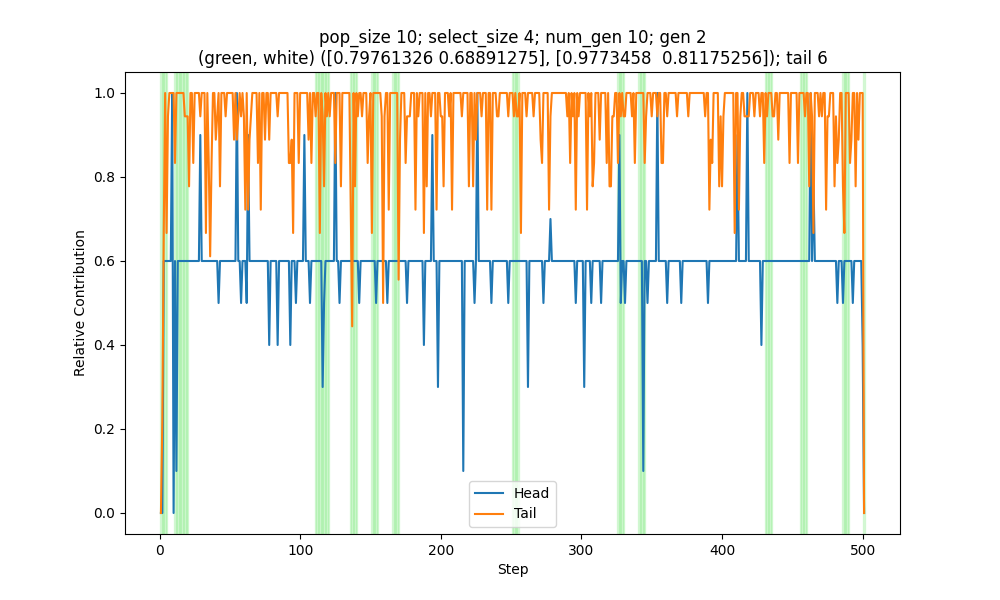 pop_size 10; select_size 4; num_gen 10; gen 2
(green, white) ([0.79761326 0.68891275], [0.9773458  0.81175256]); tail 6
1.0
0.8
0.6
0.4
0.2
0.0
Relative Contribution
Head
Tail
0 100 200 300 400 500
Step